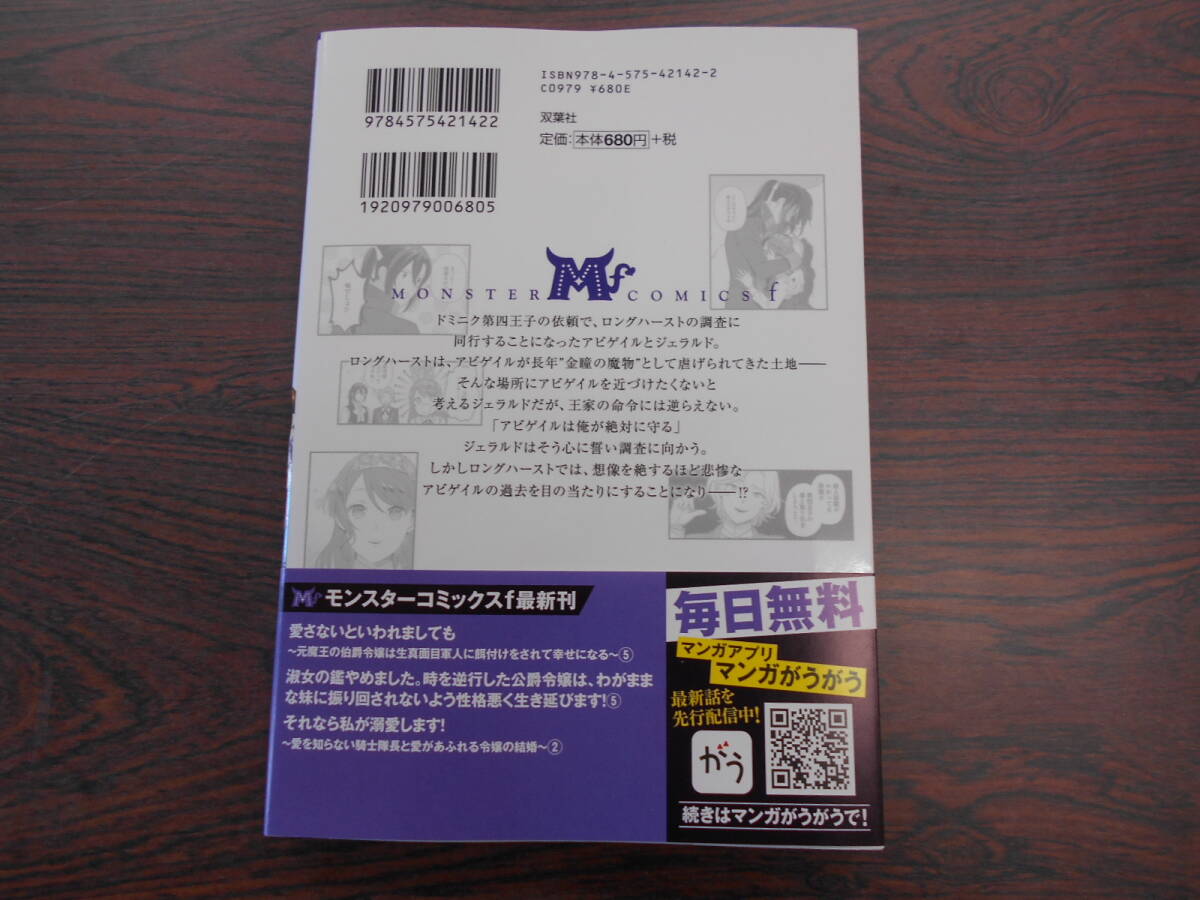 ISBN978-4-575-42142-2
C0979 ¥680E
9784575421422
双葉社
定価:本体680円+税
1920979006805
Mf
MONSTER COMICS f
ドミニク第四王子の依頼で、ロングハーストの調査に
同行することになったアビゲイルとジェラルド。
ロングハーストは、アビゲイルが長年“金瞳の魔物”として虐げられてきた土地――
そんな場所にアビゲイルを近づけたくないと
考えるジェラルドだが、王家の命令には逆らえない。
「アビゲイルは俺が絶対に守る」
ジェラルドはそう心に誓い調査に向かう。
しかしロングハーストでは、想像を絶するほど悲惨な
アビゲイルの過去を目の当たりにすることになり――!?
Mf モンスターコミックスf最新刊
愛さないといわれましても
～元魔王の伯爵令嬢は生真面目軍人に餌付けをされて幸せになる～⑤
淑女の鑑やめました。時を逆行した公爵令嬢は、わがまま
な妹に振り回されないよう性格悪く生き延びます!⑤
それなら私が溺愛します!
～愛を知らない騎士隊長と愛があふれる令嬢の結婚～②
毎日無料
マンガアプリ
マンガがうがう
最新話を
先行配信中!
がう
続きはマンガがうがうで!